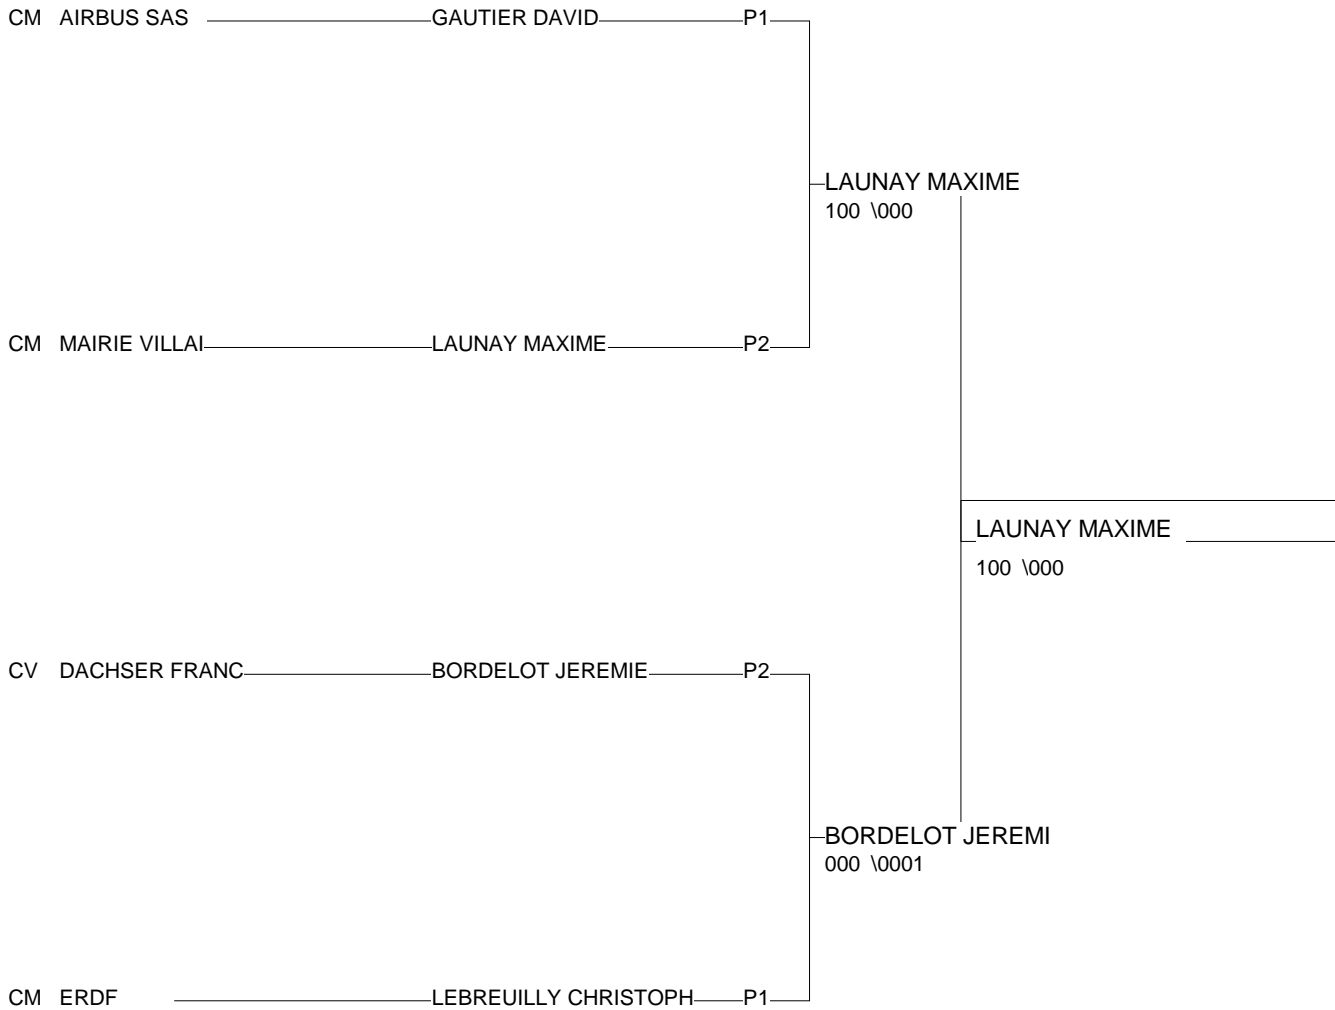 CM AIRBUS SAS GAUTIER DAVID P1
LAUNAY MAXIME
100 \000
CM MAIRIE VILLAI LAUNAY MAXIME P2
LAUNAY MAXIME
100 \000
CV DACHSER FRANC BORDELOT JEREMIE P2
BORDELOT JEREMI
000 \0001
CM ERDF LEBREUILLY CHRISTOPH P1